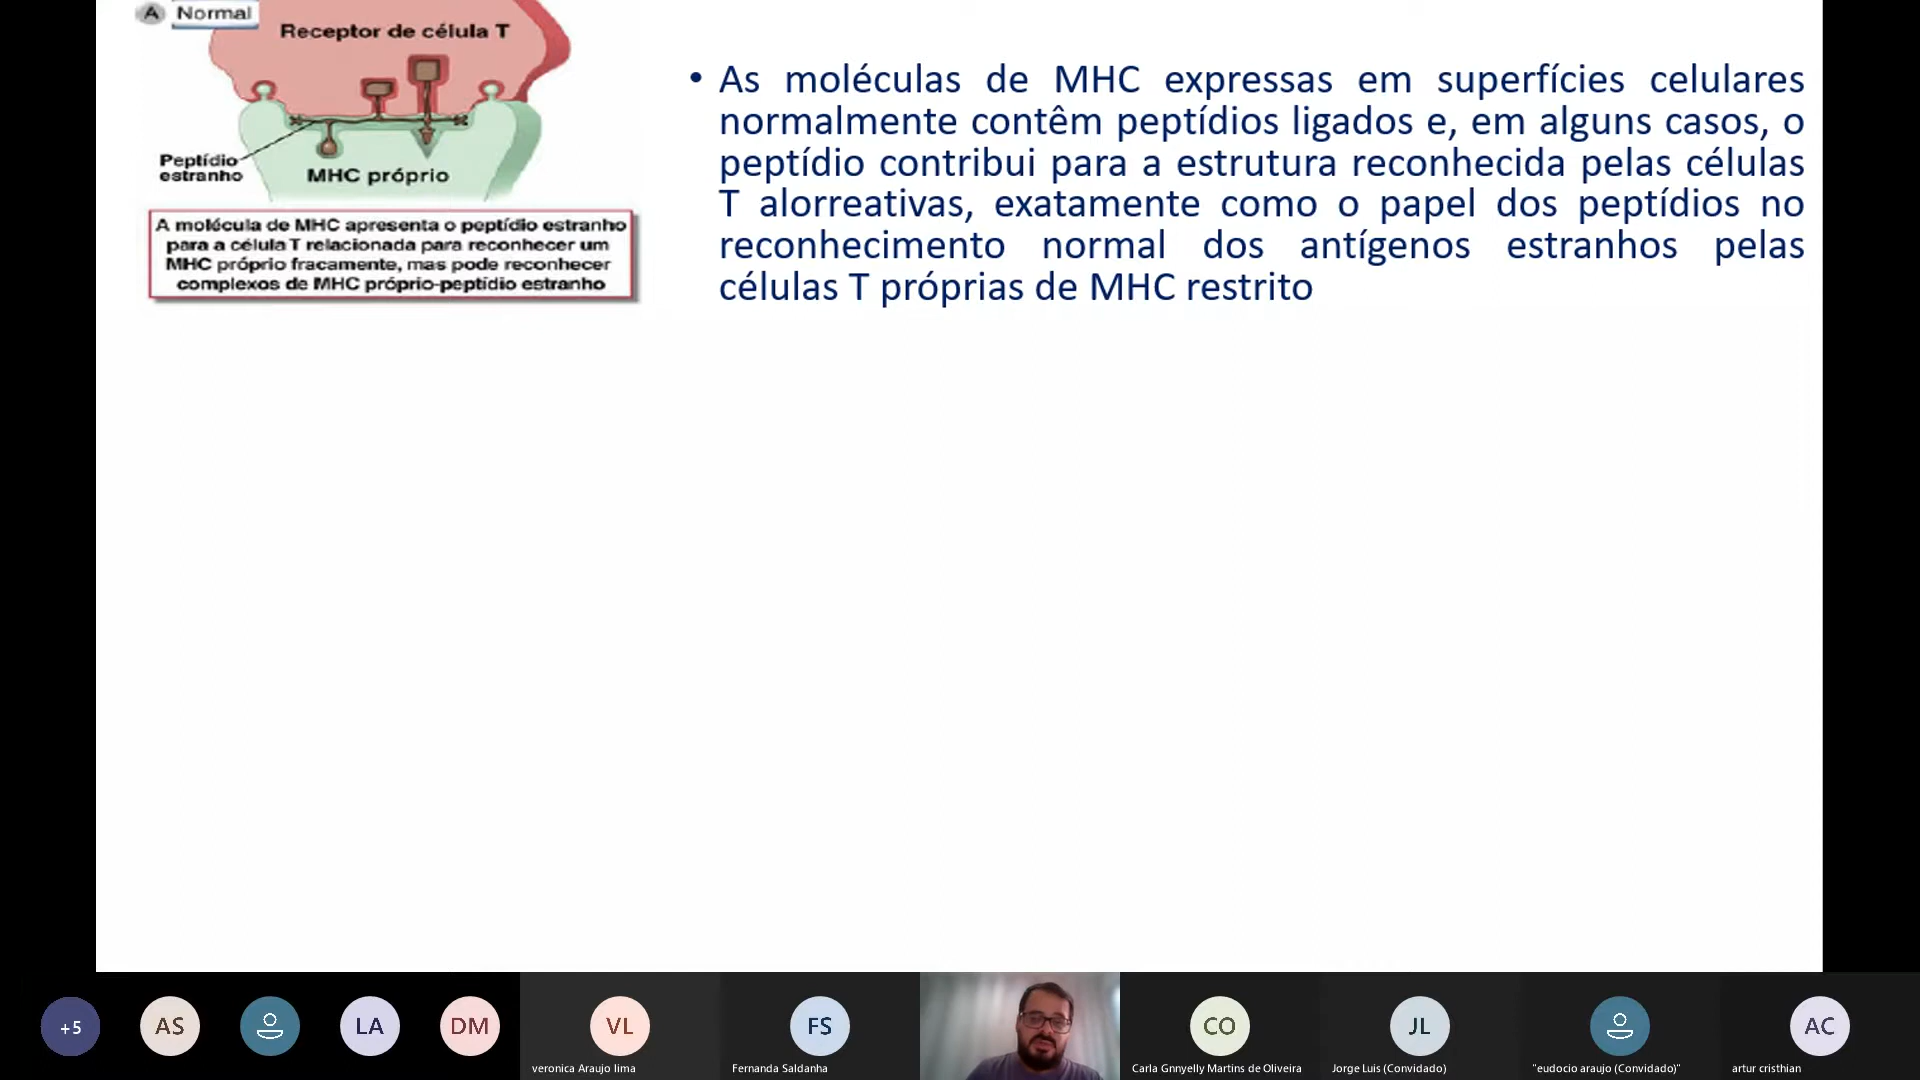 A Normal
Receptor de célula T
Peptídio
estranho
MHC próprio
A molécula de MHC apresenta o peptídio estranho
para a célula T relacionada para reconhecer um
MHC próprio fracamente, mas pode reconhecer
complexos de MHC próprio-peptídio estranho
• As moléculas de MHC expressas em superfícies celulares
normalmente contêm peptídios ligados e, em alguns casos, o
peptídio contribui para a estrutura reconhecida pelas células
T alorreativas, exatamente como o papel dos peptídios no
reconhecimento normal dos antígenos estranhos pelas
células T próprias de MHC restrito
+5
AS
LA
DM
VL
FS
CO
JL
AC
veronica Araujo lima
Fernanda Saldanha
Carla Gnnyelly Martins de Oliveira
Jorge Luis (Convidado)
"eudocio araujo (Convidado)"
artur cristhian